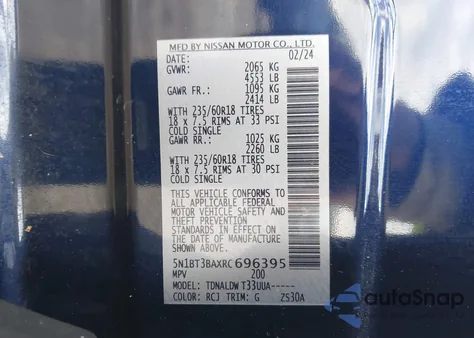 MFD BY NISSAN MOTOR CO., LTD.
DATE: 02/24
GVWR: 2065 KG
4553 LB
GAWR FR.: 1095 KG
2414 LB
WITH 235/60R18 TIRES
18 x 7.5 RIMS AT 33 PSI
COLD SINGLE
GAWR RR.: 1025 KG
2260 LB
WITH 235/60R18 TIRES
18 x 7.5 RIMS AT 30 PSI
COLD SINGLE
THIS VEHICLE CONFORMS TO
ALL APPLICABLE FEDERAL
MOTOR VEHICLE SAFETY AND
THEFT PREVENTION
STANDARDS IN EFFECT ON
THE DATE OF MANUFACTURE
SHOWN ABOVE.
5N1BT3BAXRC696395
MPV 200
MODEL: TDNALDW T33UUA-----
COLOR: RCJ TRIM: G ZS30A
autoSnap
Powered by